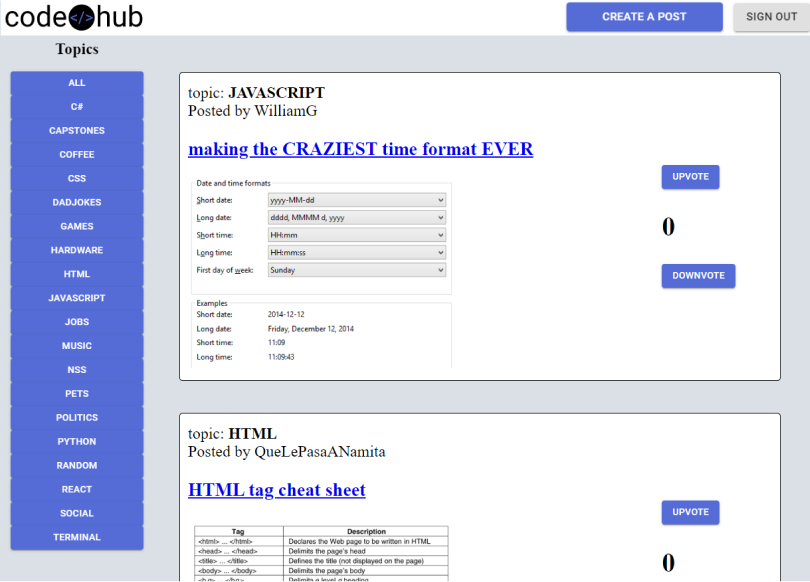 code</>hub
CREATE A POST
SIGN OUT
Topics
ALL
C#
CAPSTONES
COFFEE
CSS
DADJOKES
GAMES
HARDWARE
HTML
JAVASCRIPT
JOBS
MUSIC
NSS
PETS
POLITICS
PYTHON
RANDOM
REACT
SOCIAL
TERMINAL
topic: JAVASCRIPT
Posted by WilliamG
making the CRAZIEST time format EVER
Date and time formats
Short date: yyyy-MM-dd
Long date: dddd, MMMM d, yyyy
Short time: HH:mm
Long time: HH:mm:ss
First day of week: Sunday
Examples
Short date: 2014-12-12
Long date: Friday, December 12, 2014
Short time: 11:09
Long time: 11:09:43
UPVOTE
0
DOWNVOTE
topic: HTML
Posted by QueLePasaANamita
HTML tag cheat sheet
Tag Description
<html> ... </html> Declares the Web page to be written in HTML
<head> ... </head> Delimits the page's head
<title> ... </title> Defines the title (not displayed on the page)
<body> ... </body> Delimits the page's body
UPVOTE
0